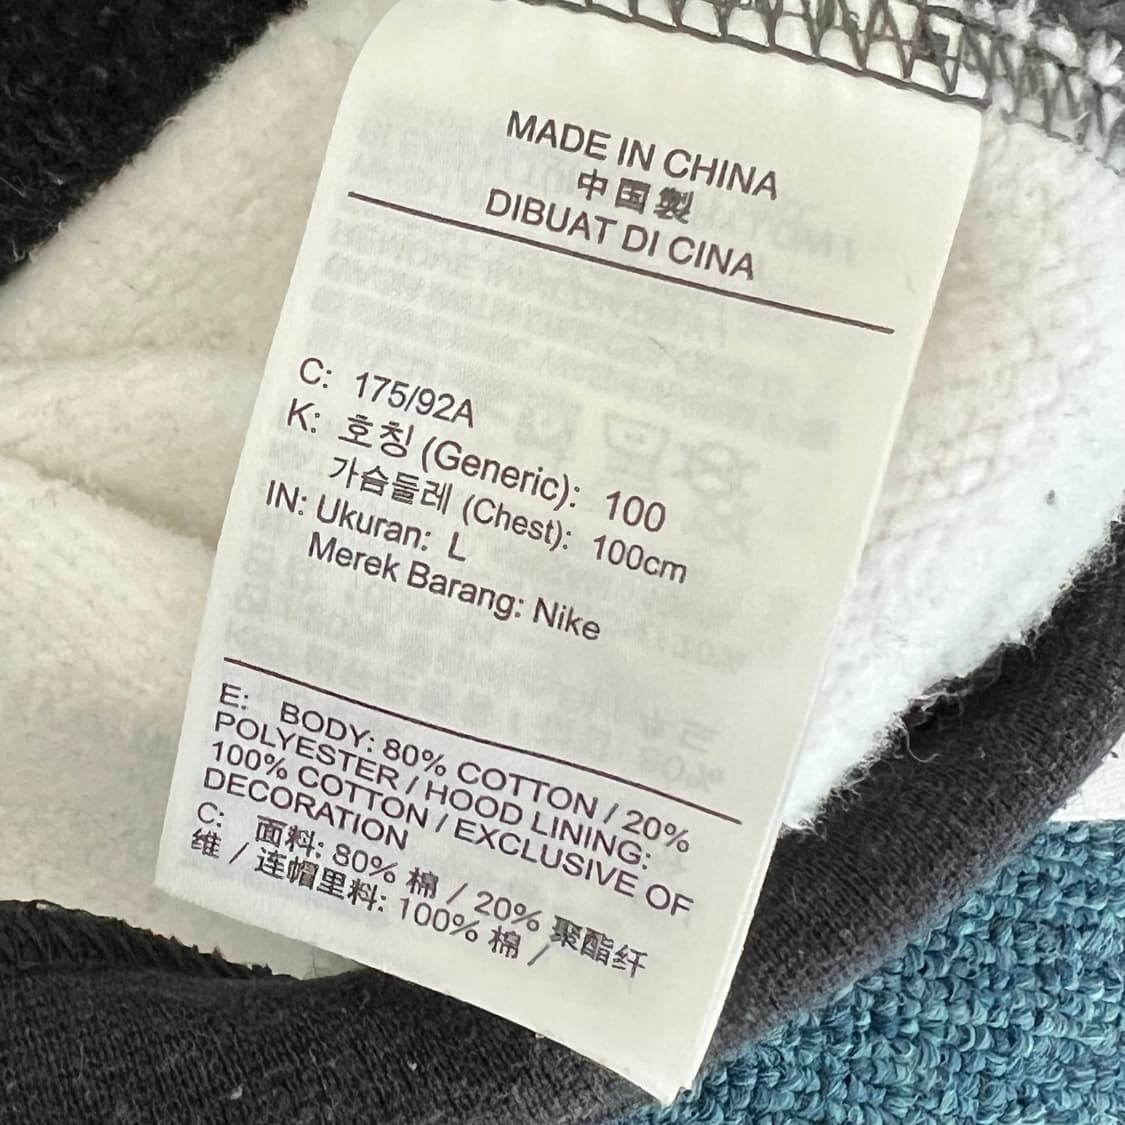 MADE IN CHINA
中国製
DIBUAT DI CINA
C: 175/92A
K: 호칭 (Generic): 100
가슴둘레 (Chest): 100cm
IN: Ukuran: L
Merek Barang: Nike
E: BODY: 80% COTTON / 20%
POLYESTER / HOOD LINING:
100% COTTON / EXCLUSIVE OF
DECORATION
C: 面料: 80% 棉 / 20% 聚酯纤
维 / 连帽里料: 100% 棉 /